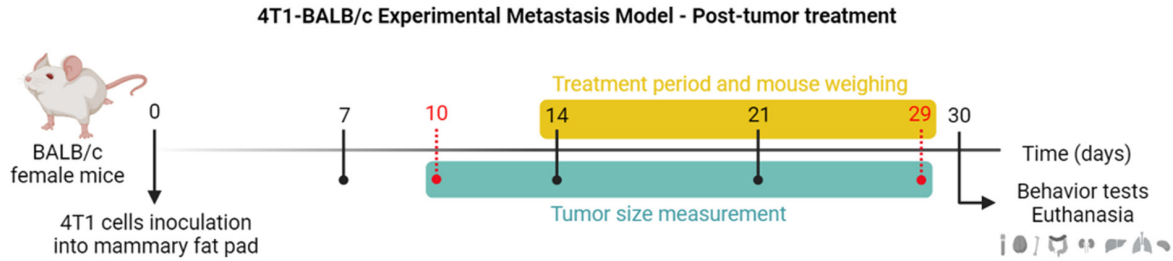 4T1-BALB/c Experimental Metastasis Model - Post-tumor treatment
Treatment period and mouse weighing
0
7
10
14
21
29
30
BALB/c
female mice
Time (days)
4T1 cells inoculation
into mammary fat pad
Tumor size measurement
Behavior tests
Euthanasia